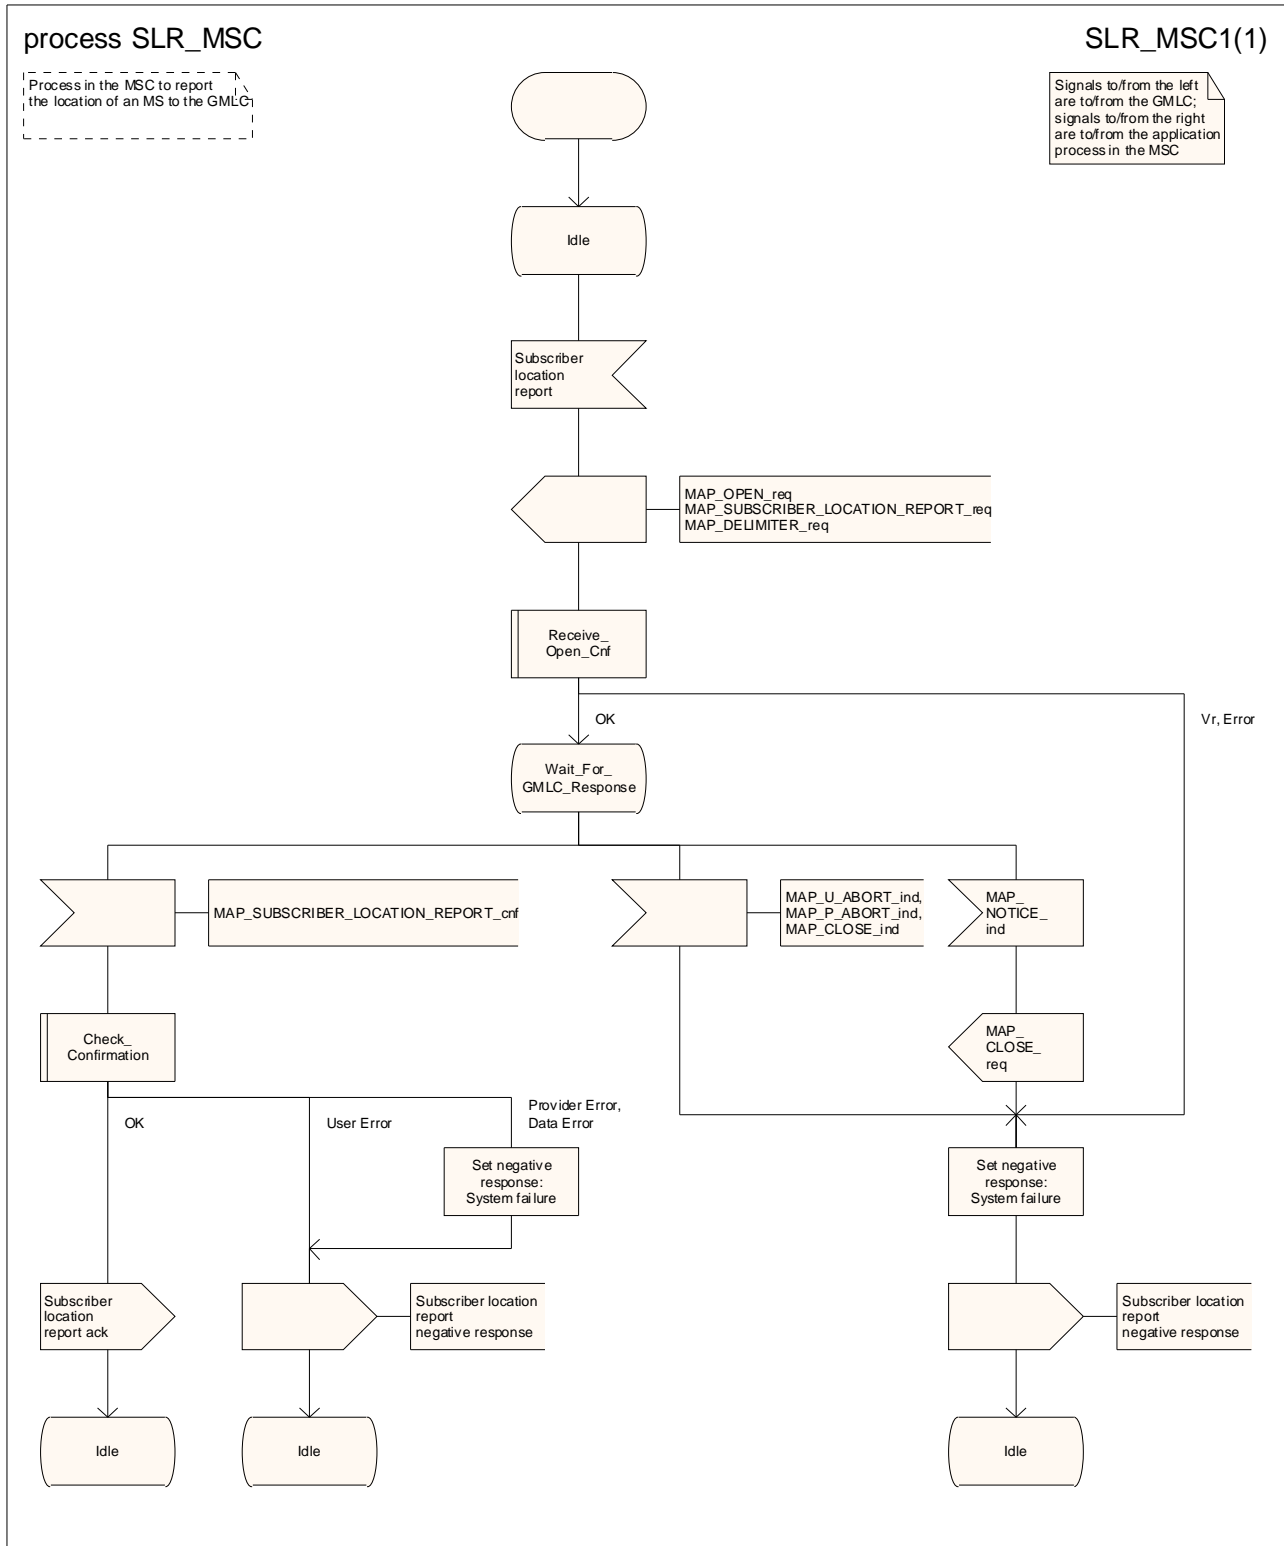 process SLR_MSC
SLR_MSC1(1)
Process in the MSC to report
the location of an MS to the GMLC
Signals to/from the left
are to/from the GMLC;
signals to/from the right
are to/from the application
process in the MSC
Idle
Subscriber
location
report
MAP_OPEN_req
MAP_SUBSCRIBER_LOCATION_REPORT_req
MAP_DELIMITER_req
Receive_
Open_Cnf
OK
Vr, Error
Wait_For_
GMLC_Response
MAP_SUBSCRIBER_LOCATION_REPORT_cnf
MAP_U_ABORT_ind,
MAP_P_ABORT_ind,
MAP_CLOSE_ind
MAP_
NOTICE_
ind
Check_
Confirmation
MAP_
CLOSE_
req
OK
User Error
Provider Error,
Data Error
Set negative
response:
System failure
Set negative
response:
System failure
Subscriber
location
report ack
Subscriber location
report
negative response
Subscriber location
report
negative response
Idle
Idle
Idle